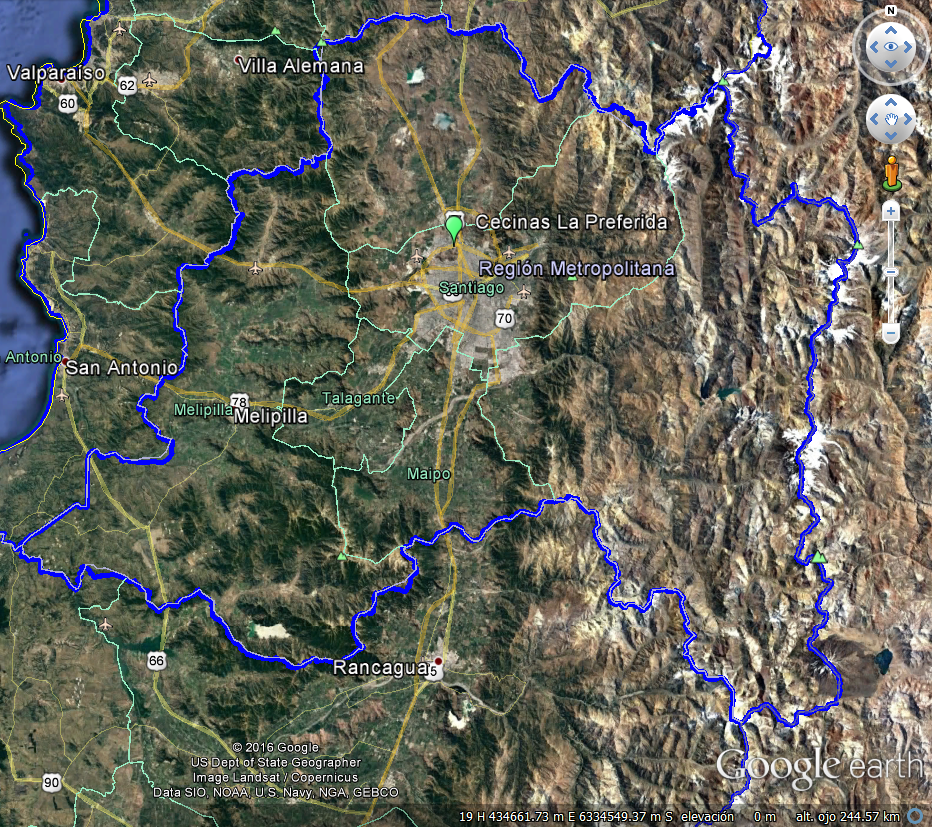 N
Valparaíso
Villa Alemana
62
60
Cecinas La Preferida
Región Metropolitana
Santiago
70
Antonio
San Antonio
78
Melipilla
Melipilla
Talagante
Maipo
66
Rancagua
5
90
© 2016 Google
US Dept of State Geographer
Image Landsat / Copernicus
Data SIO, NOAA, U.S. Navy, NGA, GEBCO
Google earth
19 H 434661.73 m E 6334549.37 m S elevación 0 m alt. ojo 244.57 km